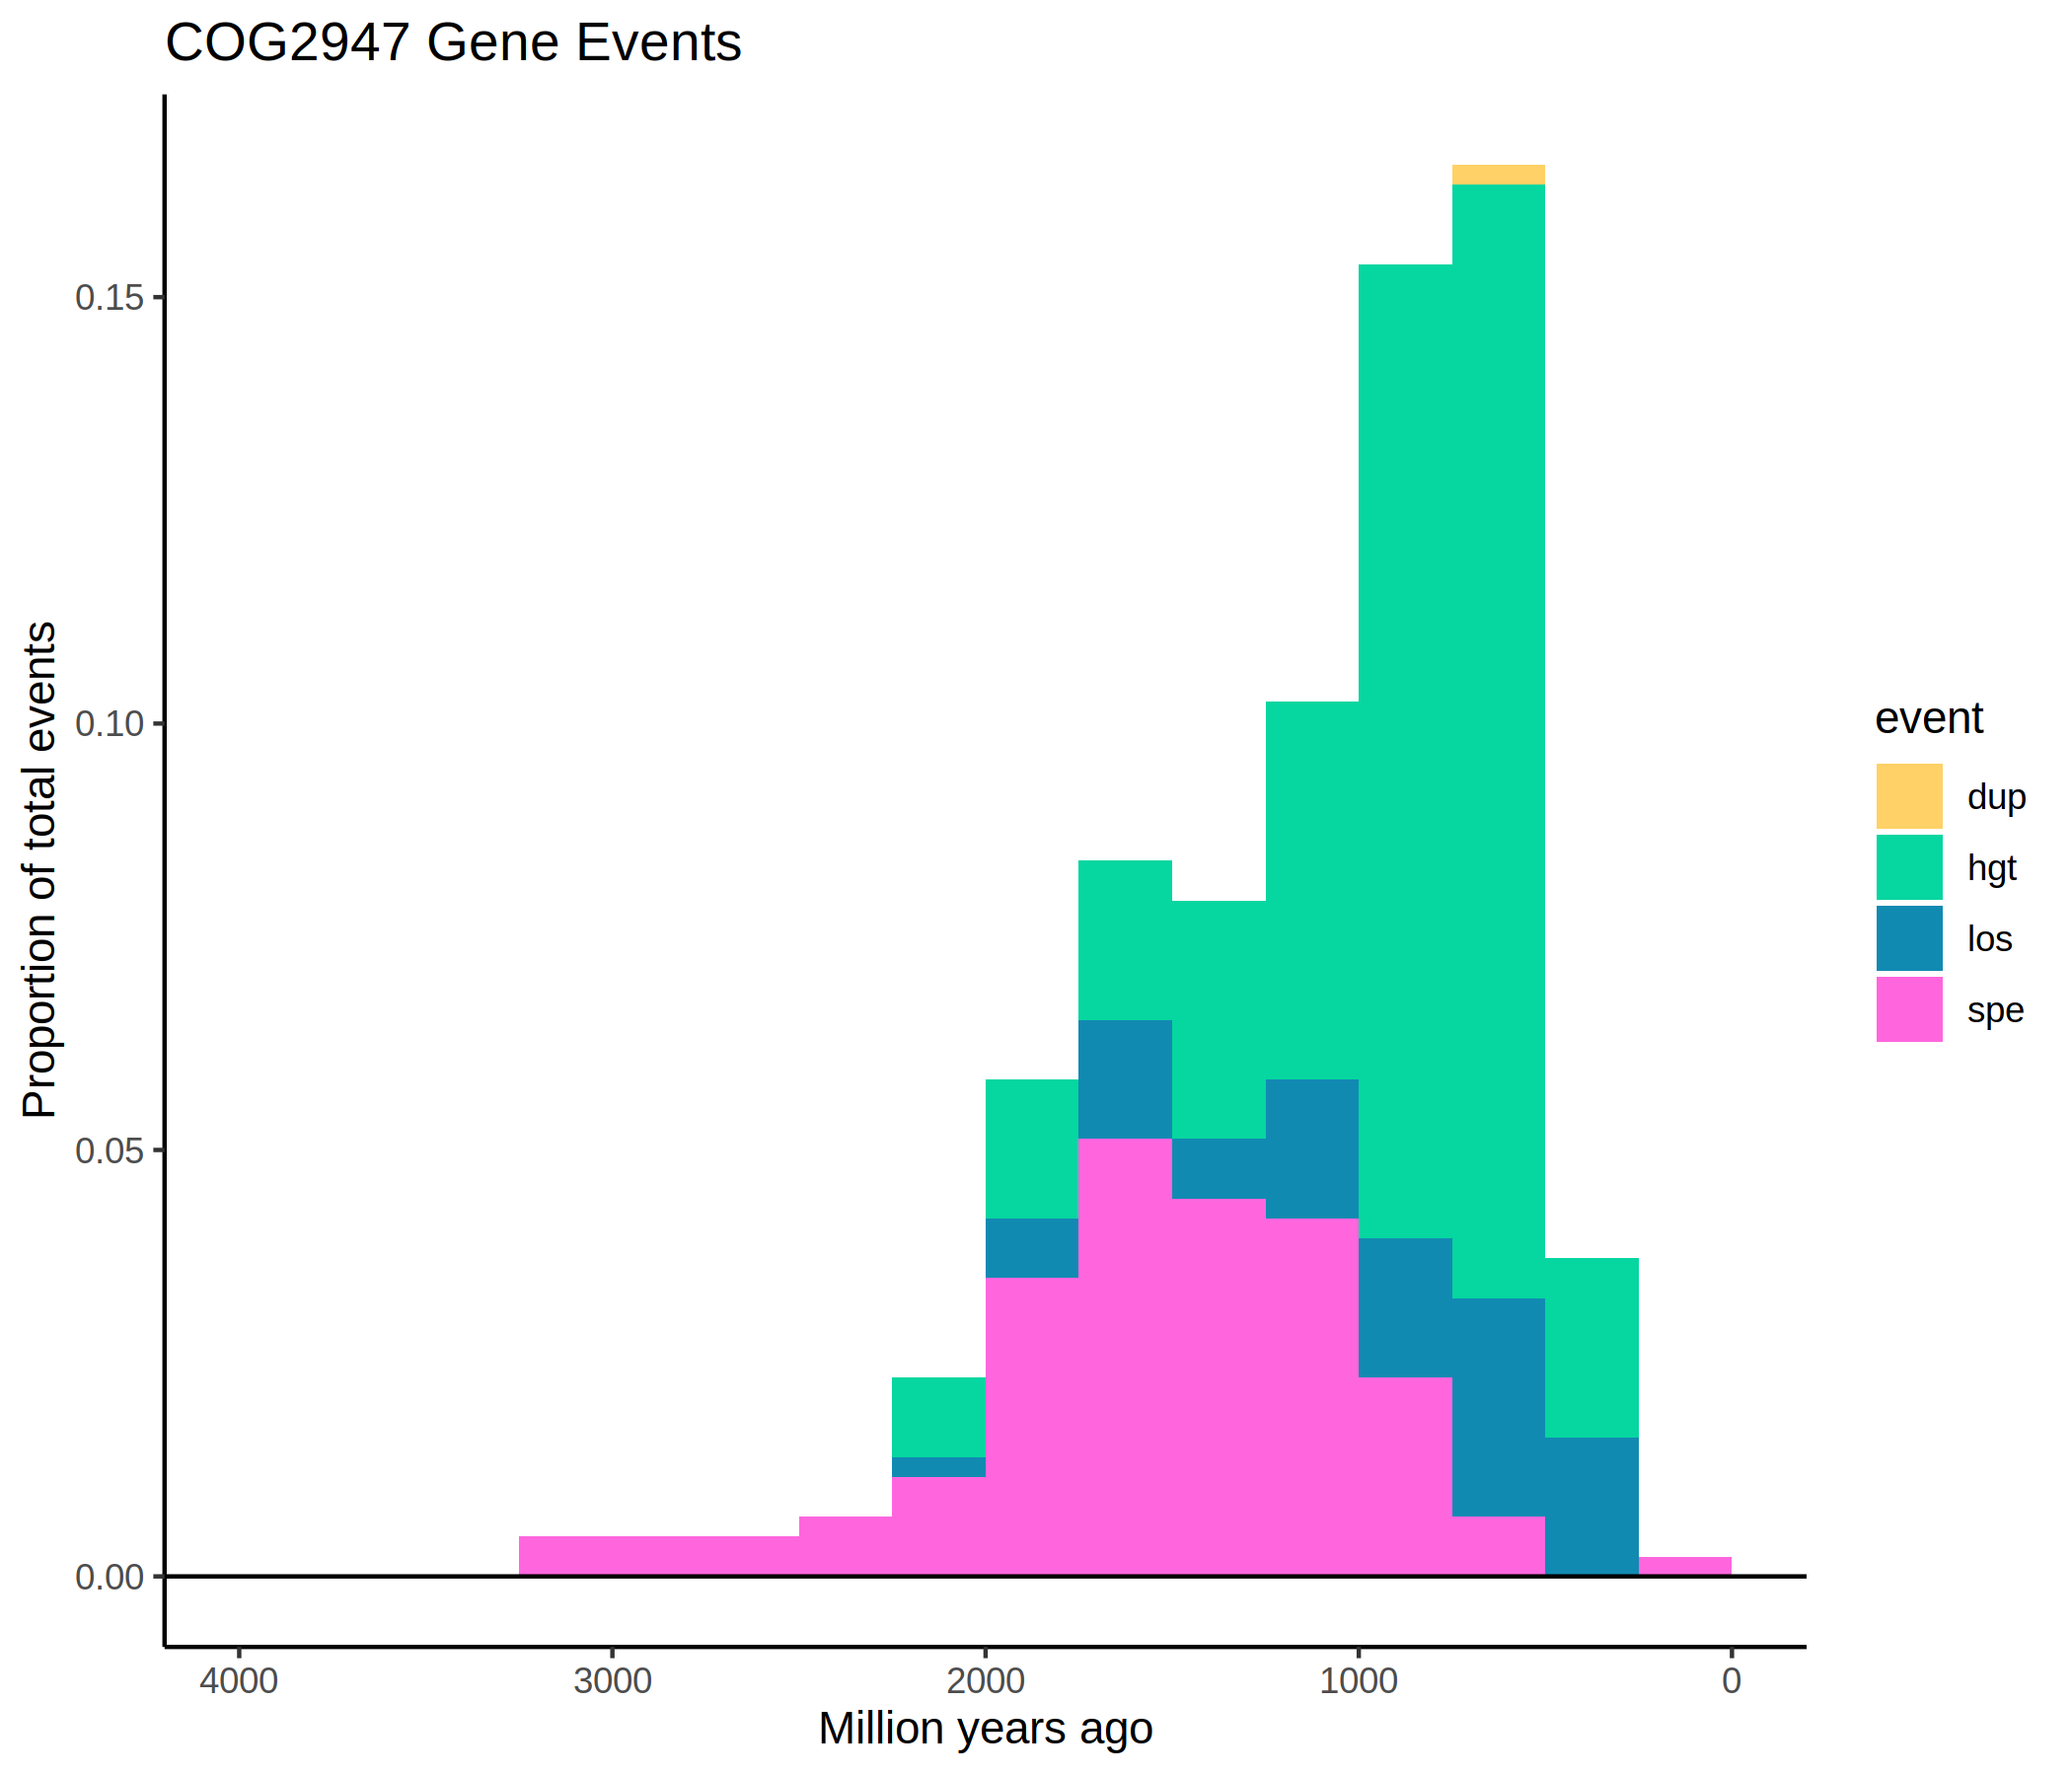 COG2947 Gene Events
Proportion of total events
0.15
0.10
0.05
0.00
4000 3000 2000 1000 0
Million years ago
event
dup
hgt
los
spe